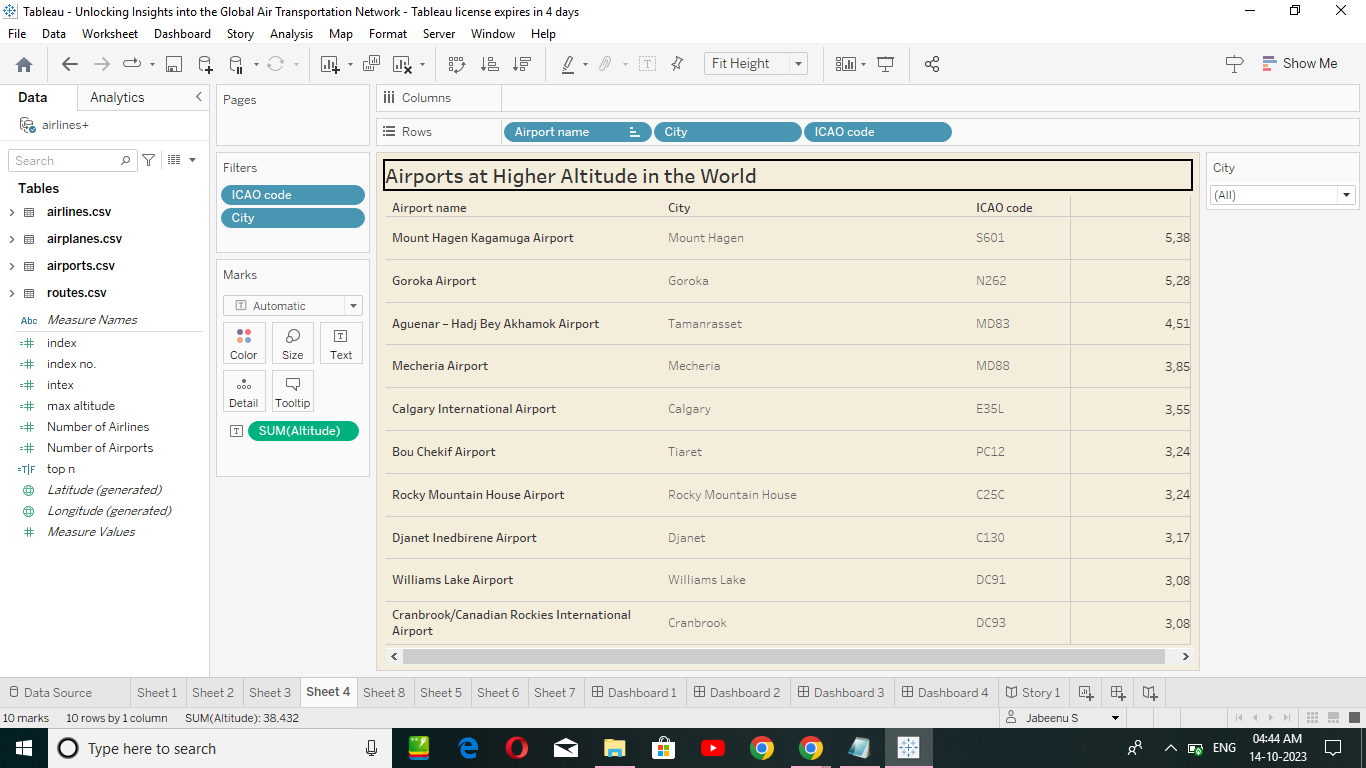 Tableau - Unlocking Insights into the Global Air Transportation Network - Tableau license expires in 4 days
File Data Worksheet Dashboard Story Analysis Map Format Server Window Help
Fit Height
Show Me
Data Analytics
airlines+
Search
Tables
airlines.csv
airplanes.csv
airports.csv
routes.csv
Abc Measure Names
index
index no.
intex
max altitude
Number of Airlines
Number of Airports
T|F top n
Latitude (generated)
Longitude (generated)
Measure Values
Pages
Filters
ICAO code
City
Marks
Automatic
Color Size Text
Detail Tooltip
SUM(Altitude)
Columns
Rows Airport name City ICAO code
Airports at Higher Altitude in the World
Airport name City ICAO code
Mount Hagen Kagamuga Airport Mount Hagen S601 5,38
Goroka Airport Goroka N262 5,28
Aguenar – Hadj Bey Akhamok Airport Tamanrasset MD83 4,51
Mecheria Airport Mecheria MD88 3,85
Calgary International Airport Calgary E35L 3,55
Bou Chekif Airport Tiaret PC12 3,24
Rocky Mountain House Airport Rocky Mountain House C25C 3,24
Djanet Inedbirene Airport Djanet C130 3,17
Williams Lake Airport Williams Lake DC91 3,08
Cranbrook/Canadian Rockies International
Airport Cranbrook DC93 3,08
City
(All)
Data Source Sheet 1 Sheet 2 Sheet 3 Sheet 4 Sheet 8 Sheet 5 Sheet 6 Sheet 7 Dashboard 1 Dashboard 2 Dashboard 3 Dashboard 4 Story 1
10 marks 10 rows by 1 column SUM(Altitude): 38,432 Jabeenu S
Type here to search
ENG
04:44 AM
14-10-2023